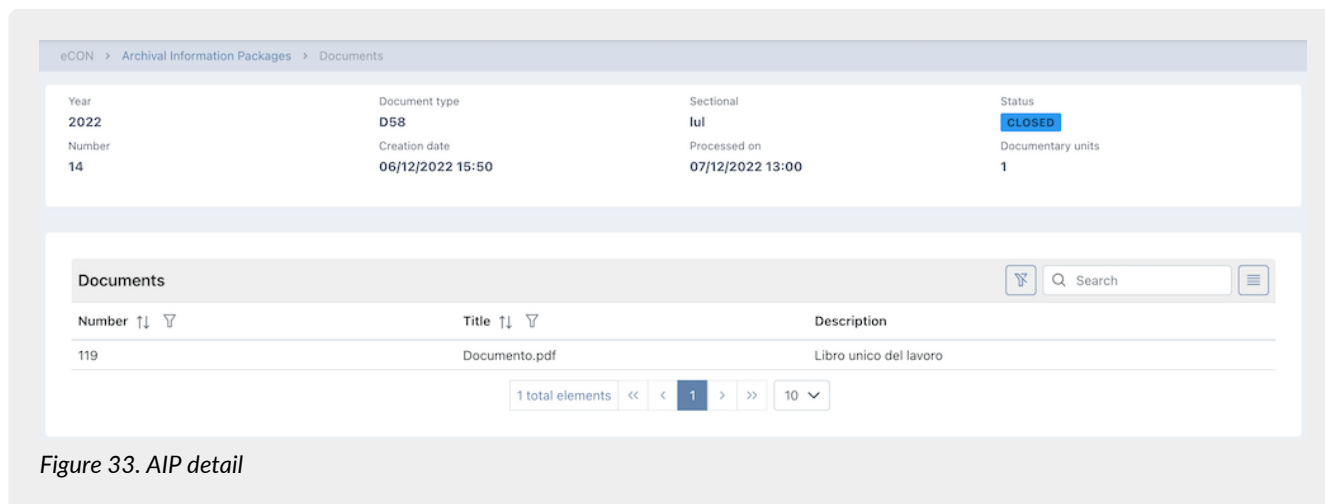 eCON > Archival Information Packages > Documents
Year Document type Sectional Status
2022 D58 lul CLOSED
Number Creation date Processed on Documentary units
14 06/12/2022 15:50 07/12/2022 13:00 1
Documents Search
Number Title Description
119 Documento.pdf Libro unico del lavoro
1 total elements << < 1 > >> 10
Figure 33. AIP detail